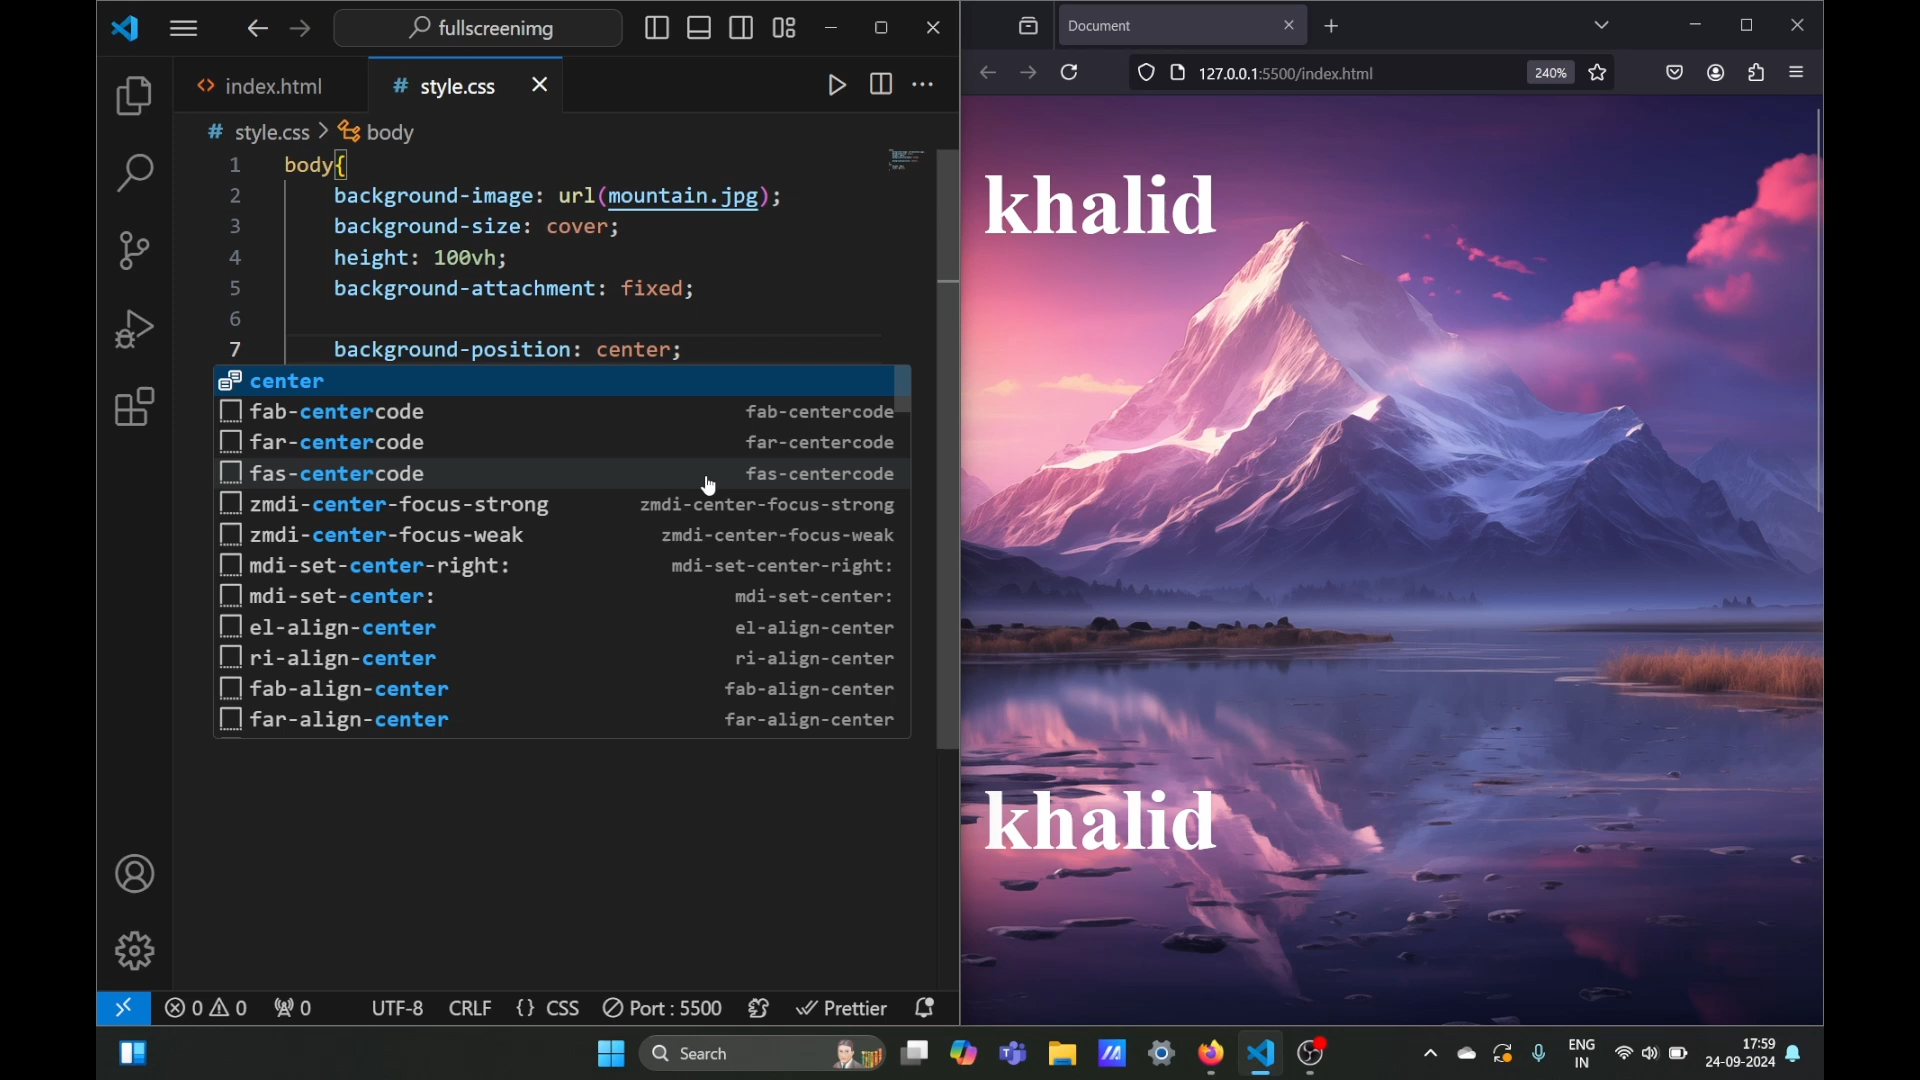 fullscreenimg
index.html
style.css
style.css > body
1 body{
2 background-image: url(mountain.jpg);
3 background-size: cover;
4 height: 100vh;
5 background-attachment: fixed;
6
7 background-position: center;
center
fab-centercode fab-centercode
far-centercode far-centercode
fas-centercode fas-centercode
zmdi-center-focus-strong zmdi-center-focus-strong
zmdi-center-focus-weak zmdi-center-focus-weak
mdi-set-center-right: mdi-set-center-right:
mdi-set-center: mdi-set-center:
el-align-center el-align-center
ri-align-center ri-align-center
fab-align-center fab-align-center
far-align-center far-align-center
0 0 0 UTF-8 CRLF {} CSS Port : 5500 Prettier
Document
127.0.0.1:5500/index.html 240%
khalid
khalid
Search
ENG
IN
17:59
24-09-2024